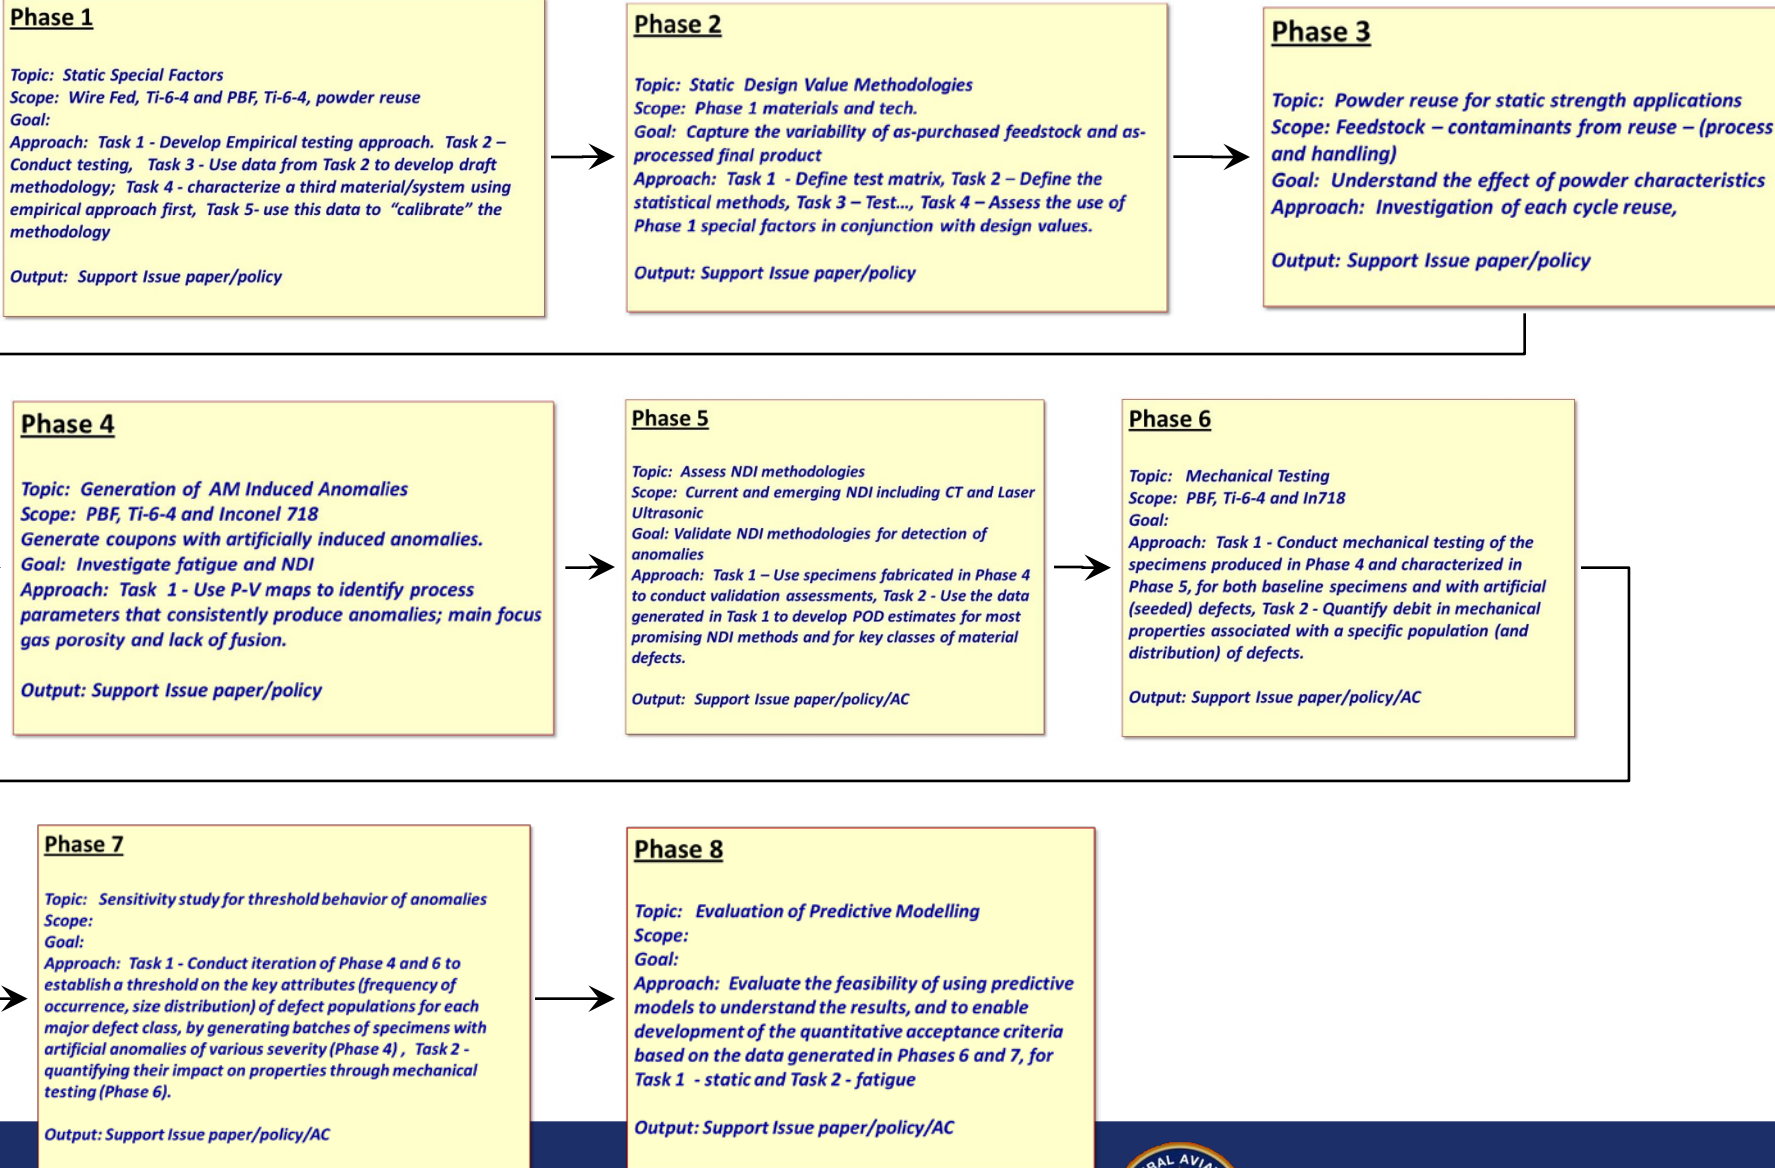 Phase 1
Topic: Static Special Factors
Scope: Wire Fed, Ti-6-4 and PBF, Ti-6-4, powder reuse
Goal:
Approach: Task 1 - Develop Empirical testing approach. Task 2 –
Conduct testing, Task 3 - Use data from Task 2 to develop draft
methodology; Task 4 - characterize a third material/system using
empirical approach first, Task 5- use this data to “calibrate” the
methodology
Output: Support Issue paper/policy
Phase 2
Topic: Static Design Value Methodologies
Scope: Phase 1 materials and tech.
Goal: Capture the variability of as-purchased feedstock and as-
processed final product
Approach: Task 1 - Define test matrix, Task 2 – Define the
statistical methods, Task 3 – Test..., Task 4 – Assess the use of
Phase 1 special factors in conjunction with design values.
Output: Support Issue paper/policy
Phase 3
Topic: Powder reuse for static strength applications
Scope: Feedstock – contaminants from reuse – (process
and handling)
Goal: Understand the effect of powder characteristics
Approach: Investigation of each cycle reuse,
Output: Support Issue paper/policy
Phase 4
Topic: Generation of AM Induced Anomalies
Scope: PBF, Ti-6-4 and Inconel 718
Generate coupons with artificially induced anomalies.
Goal: Investigate fatigue and NDI
Approach: Task 1 - Use P-V maps to identify process
parameters that consistently produce anomalies; main focus
gas porosity and lack of fusion.
Output: Support Issue paper/policy
Phase 5
Topic: Assess NDI methodologies
Scope: Current and emerging NDI including CT and Laser
Ultrasonic
Goal: Validate NDI methodologies for detection of
anomalies
Approach: Task 1 – Use specimens fabricated in Phase 4
to conduct validation assessments, Task 2 - Use the data
generated in Task 1 to develop POD estimates for most
promising NDI methods and for key classes of material
defects.
Output: Support Issue paper/policy/AC
Phase 6
Topic: Mechanical Testing
Scope: PBF, Ti-6-4 and In718
Goal:
Approach: Task 1 - Conduct mechanical testing of the
specimens produced in Phase 4 and characterized in
Phase 5, for both baseline specimens and with artificial
(seeded) defects, Task 2 - Quantify debit in mechanical
properties associated with a specific population (and
distribution) of defects.
Output: Support Issue paper/policy/AC
Phase 7
Topic: Sensitivity study for threshold behavior of anomalies
Scope:
Goal:
Approach: Task 1 - Conduct iteration of Phase 4 and 6 to
establish a threshold on the key attributes (frequency of
occurrence, size distribution) of defect populations for each
major defect class, by generating batches of specimens with
artificial anomalies of various severity (Phase 4) , Task 2 -
quantifying their impact on properties through mechanical
testing (Phase 6).
Output: Support Issue paper/policy/AC
Phase 8
Topic: Evaluation of Predictive Modelling
Scope:
Goal:
Approach: Evaluate the feasibility of using predictive
models to understand the results, and to enable
development of the quantitative acceptance criteria
based on the data generated in Phases 6 and 7, for
Task 1 - static and Task 2 - fatigue
Output: Support Issue paper/policy/AC